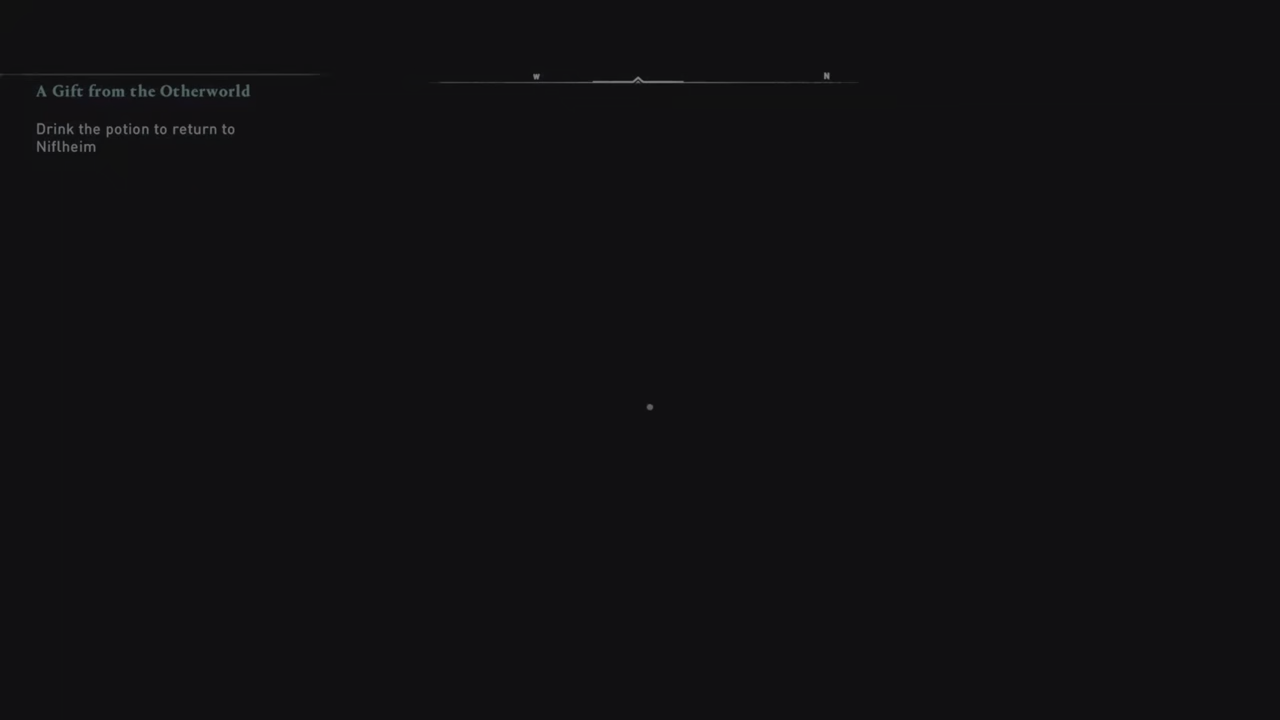 W N
A Gift from the Otherworld
Drink the potion to return to
Niflheim